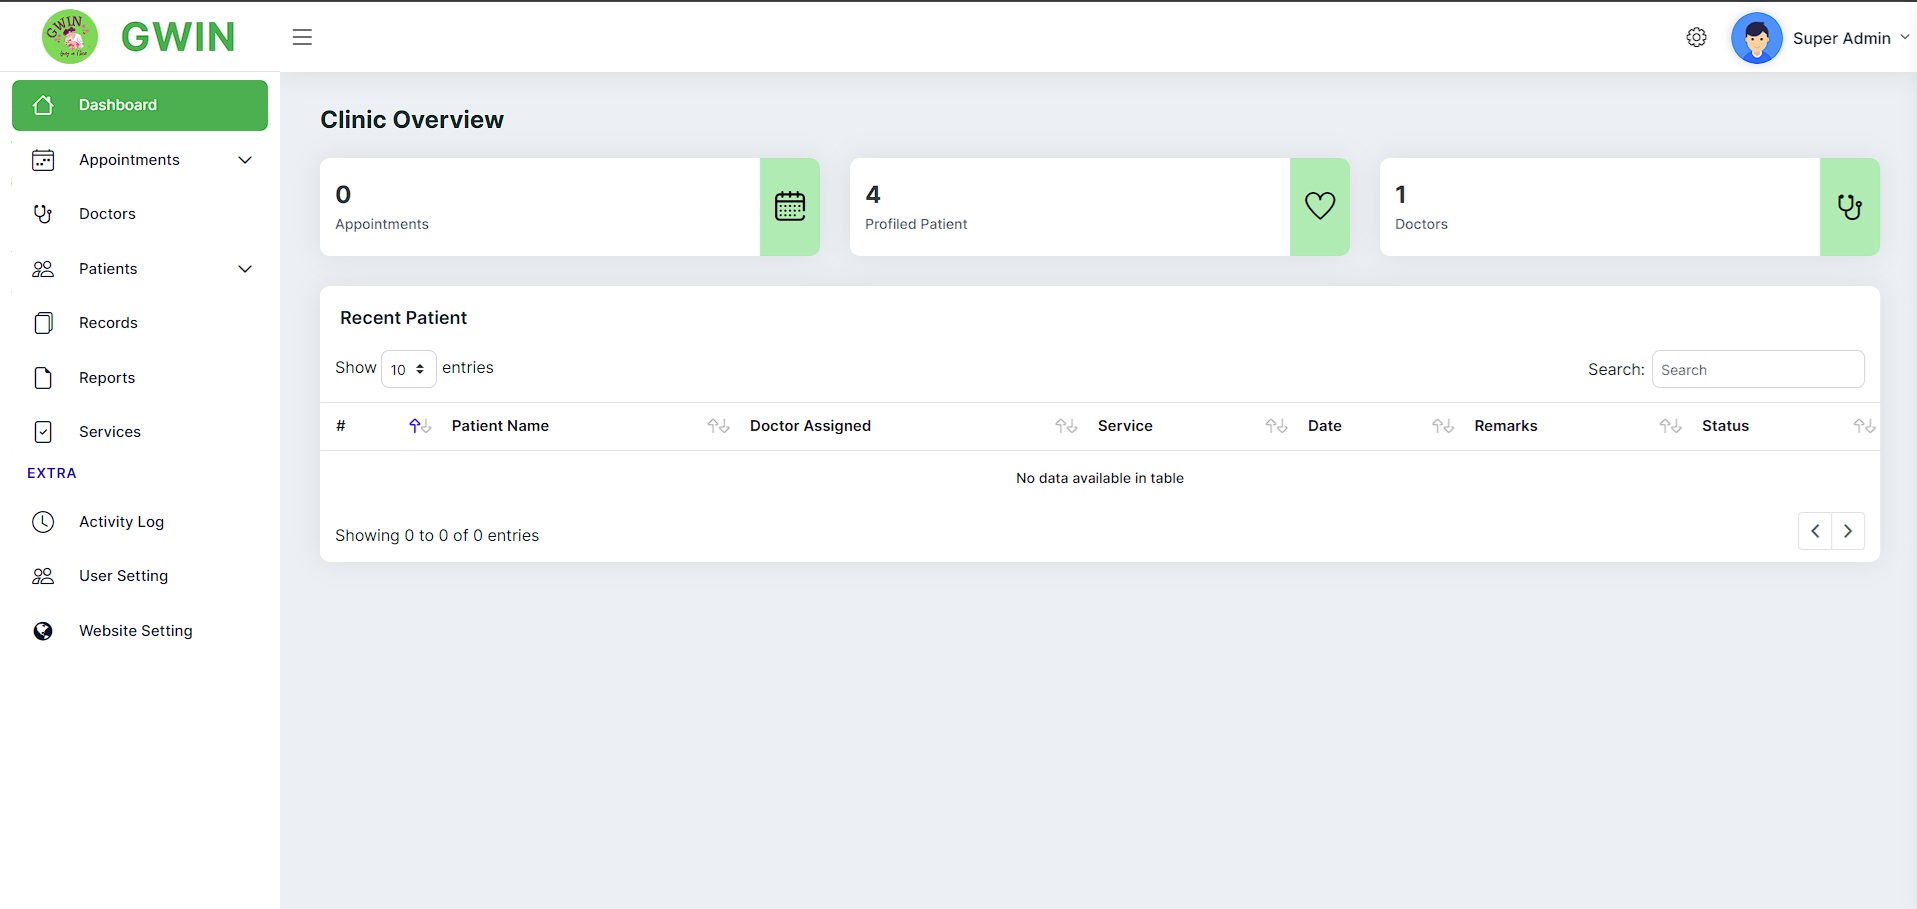 GWIN
GWIN
Super Admin
Dashboard
Appointments
Doctors
Patients
Records
Reports
Services
EXTRA
Activity Log
User Setting
Website Setting
Clinic Overview
0
Appointments
4
Profiled Patient
1
Doctors
Recent Patient
Show 10 entries
Search: Search
# Patient Name Doctor Assigned Service Date Remarks Status
No data available in table
Showing 0 to 0 of 0 entries